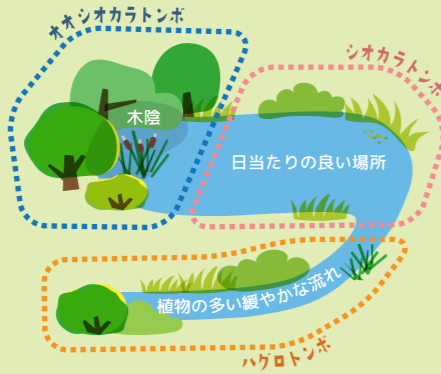 オオシオカラトンボ
シオカラトンボ
木陰
日当たりの良い場所
植物の多い緩やかな流れ
ハグロトンボ